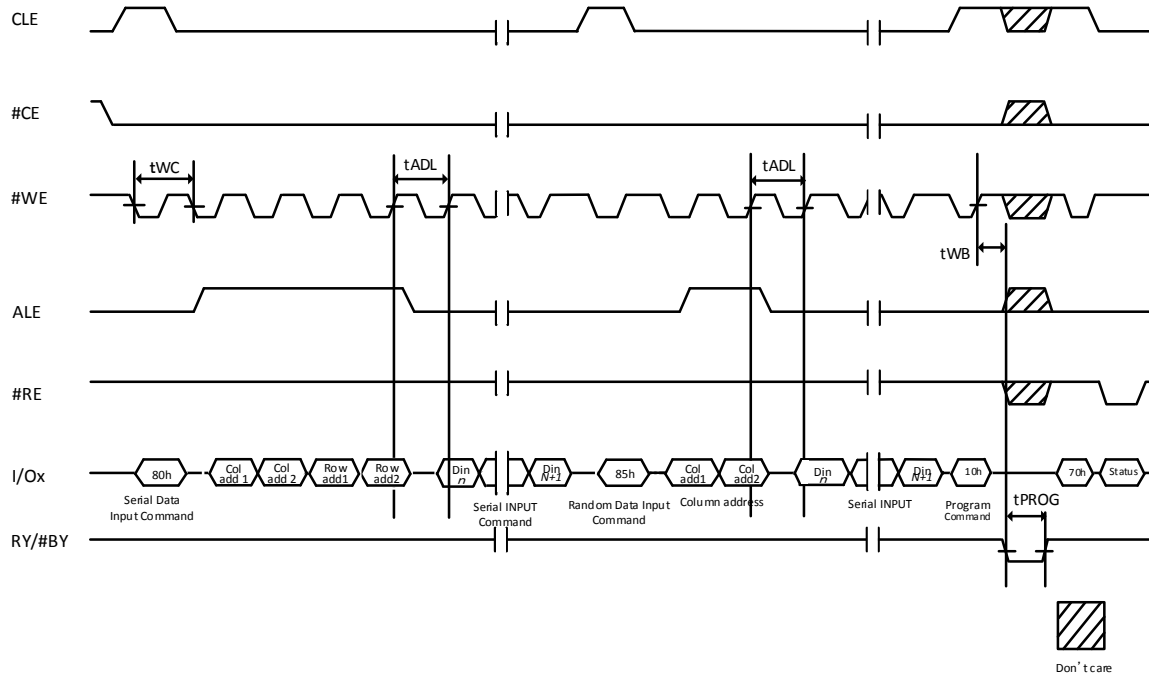 CLE
#CE
tWC
tADL
tADL
#WE
tWB
ALE
#RE
I/Ox
80h
Col
add 1
Col
add 2
Row
add1
Row
add2
Din
n
Din
N+1
85h
Col
add1
Col
add2
Din
n
Din
N+1
10h
70h
Status
Serial Data
Input Command
Serial INPUT
Command
Random Data Input
Command
Column address
Serial INPUT
Program
Command
tPROG
RY/#BY
Don't care